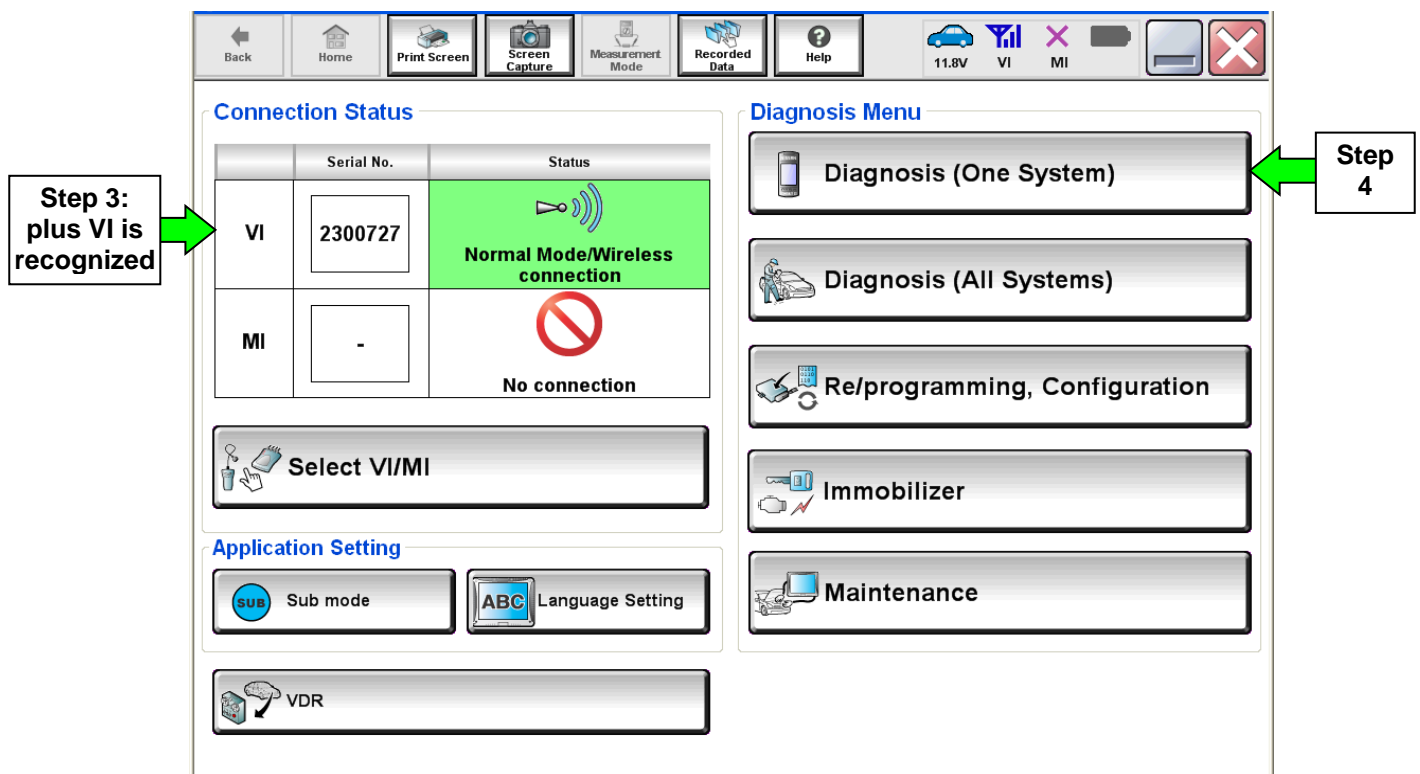 Back
Home
Print Screen
Screen
Capture
Measurement
Mode
Recorded
Data
Help
11.8V
VI
MI
Connection Status
Serial No.
Status
VI
2300727
Normal Mode/Wireless
connection
MI
-
No connection
Select VI/MI
Application Setting
SUB
Sub mode
ABC
Language Setting
VDR
Diagnosis Menu
Diagnosis (One System)
Diagnosis (All Systems)
Re/programming, Configuration
Immobilizer
Maintenance
Step 3:
plus VI is
recognized
Step
4